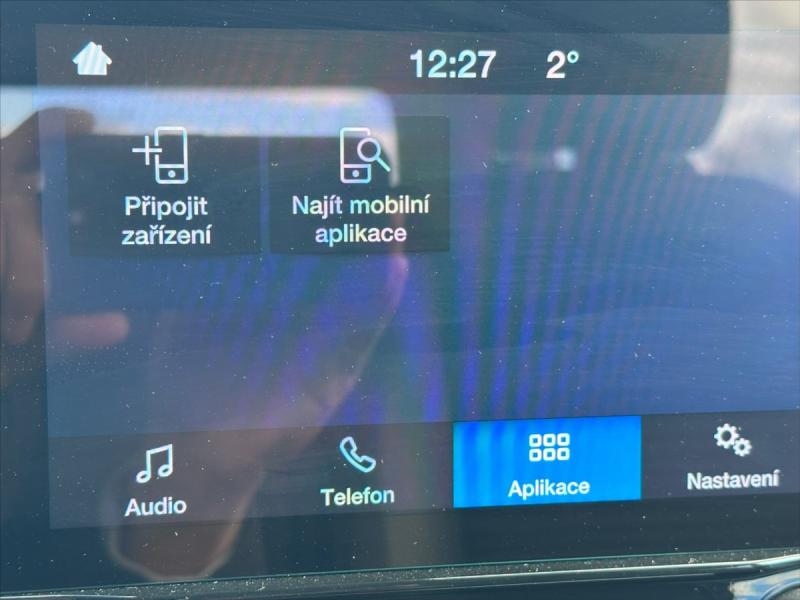 12:27 2°
Připojit
zařízení
Najít mobilní
aplikace
Audio
Telefon
Aplikace
Nastavení